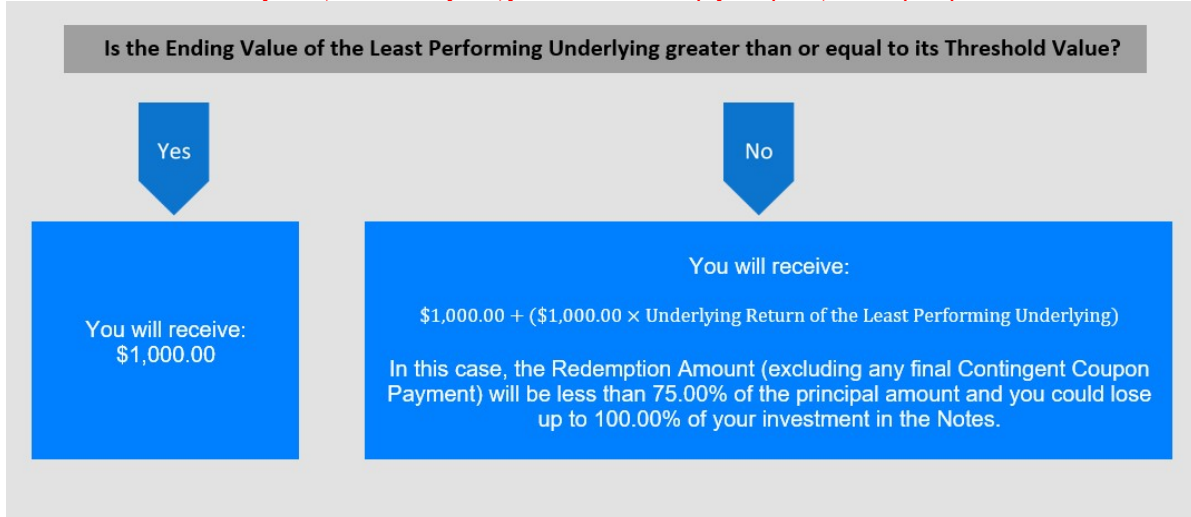 Is the Ending Value of the Least Performing Underlying greater than or equal to its Threshold Value?
Yes
No
You will receive:
$1,000.00
You will receive:
$1,000.00 + ($1,000.00 × Underlying Return of the Least Performing Underlying)
In this case, the Redemption Amount (excluding any final Contingent Coupon
Payment) will be less than 75.00% of the principal amount and you could lose
up to 100.00% of your investment in the Notes.